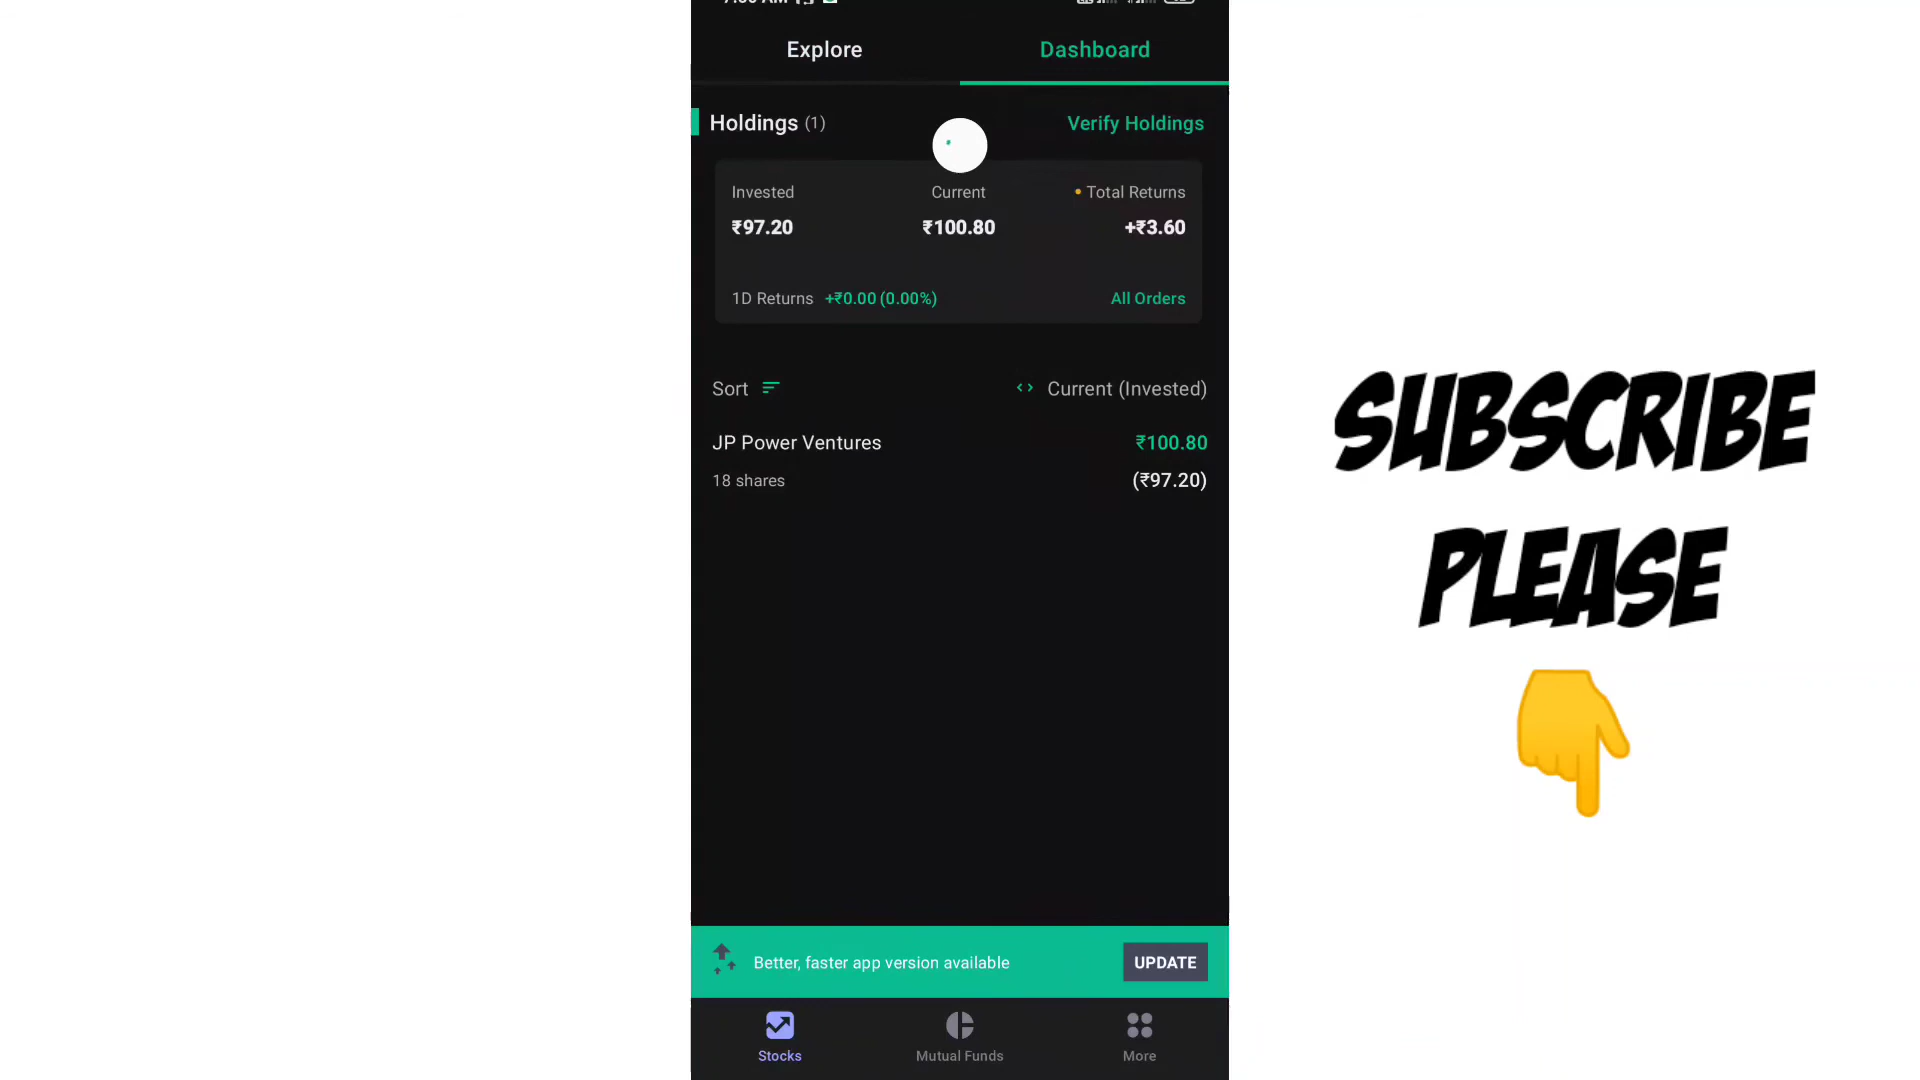 Explore
Dashboard
Holdings (1)
Verify Holdings
Invested
Current
Total Returns
₹97.20
₹100.80
+₹3.60
1D Returns +₹0.00 (0.00%)
All Orders
Sort
Current (Invested)
JP Power Ventures
₹100.80
18 shares
(₹97.20)
SUBSCRIBE
PLEASE
Better, faster app version available
UPDATE
Stocks
Mutual Funds
More